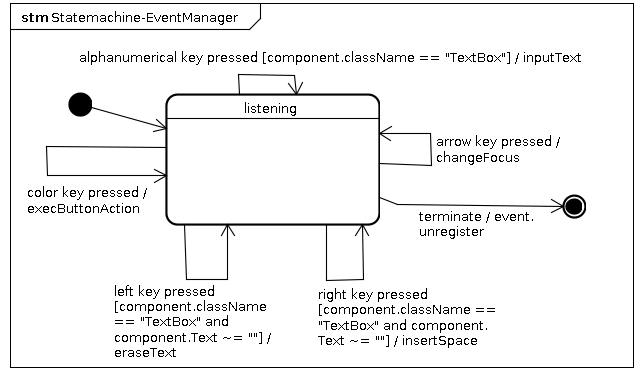 stm Statemachine-EventManager
alphanumerical key pressed [component.className == "TextBox"] / inputText
listening
arrow key pressed /
changeFocus
color key pressed /
execButtonAction
terminate / event.
unregister
left key pressed
[component.className
== "TextBox" and
component.Text ~= ""] /
eraseText
right key pressed
[component.className ==
"TextBox" and component.
Text ~= ""] / insertSpace